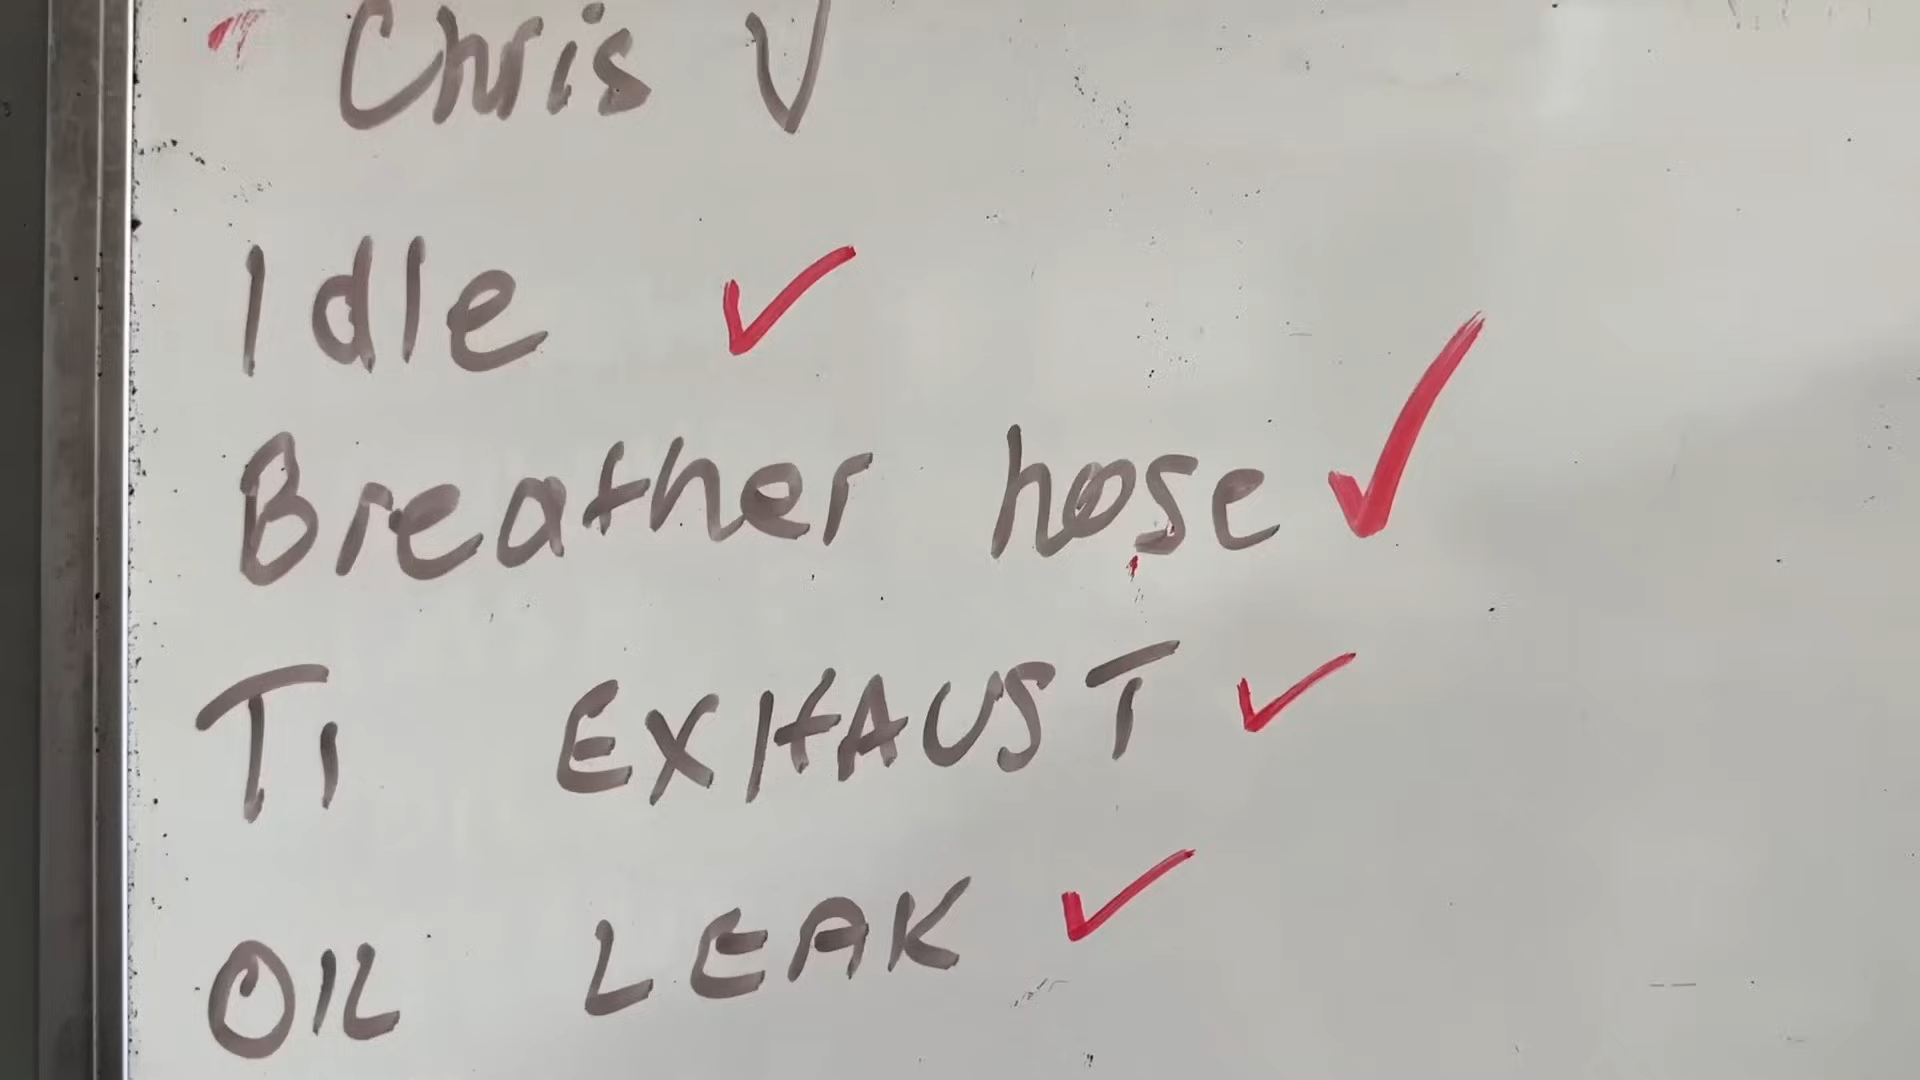 Chris V
Idle ✓
Breather hose ✓
Ti EXHAUST ✓
OIL LEAK ✓